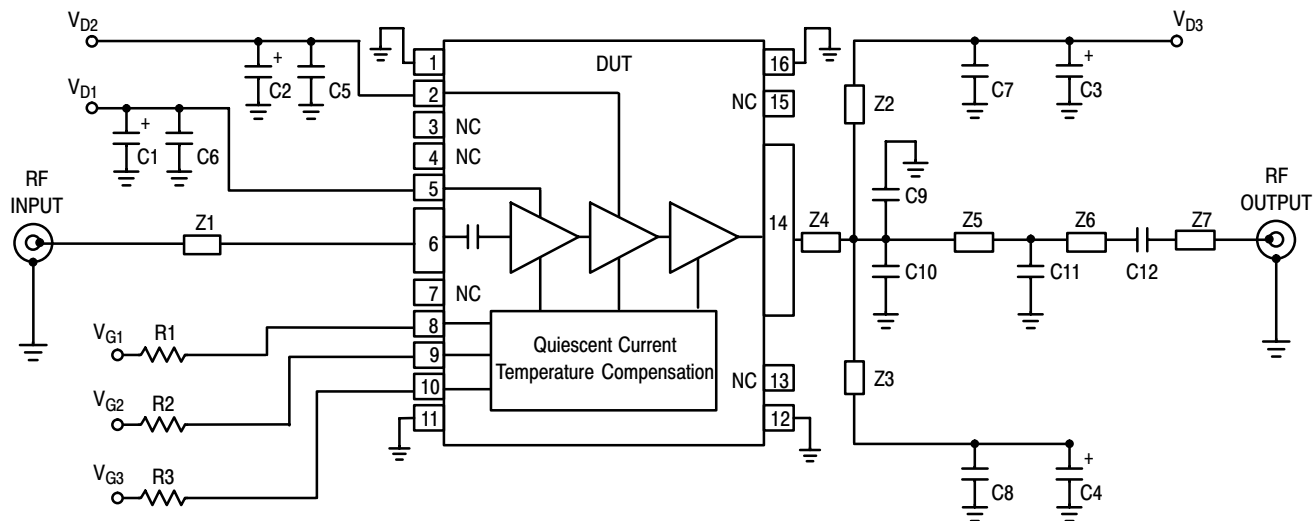 VD2
+
C2
C5
VD1
+
C1
C6
RF
INPUT
Z1
VG1
R1
VG2
R2
VG3
R3
DUT
1
2
3
NC
4
NC
5
6
7
NC
8
9
10
11
Quiescent Current
Temperature Compensation
16
NC
15
14
NC
13
12
Z4
Z2
Z3
C9
C10
C7
+
C3
VD3
Z5
C11
Z6
C12
Z7
RF
OUTPUT
C8
+
C4